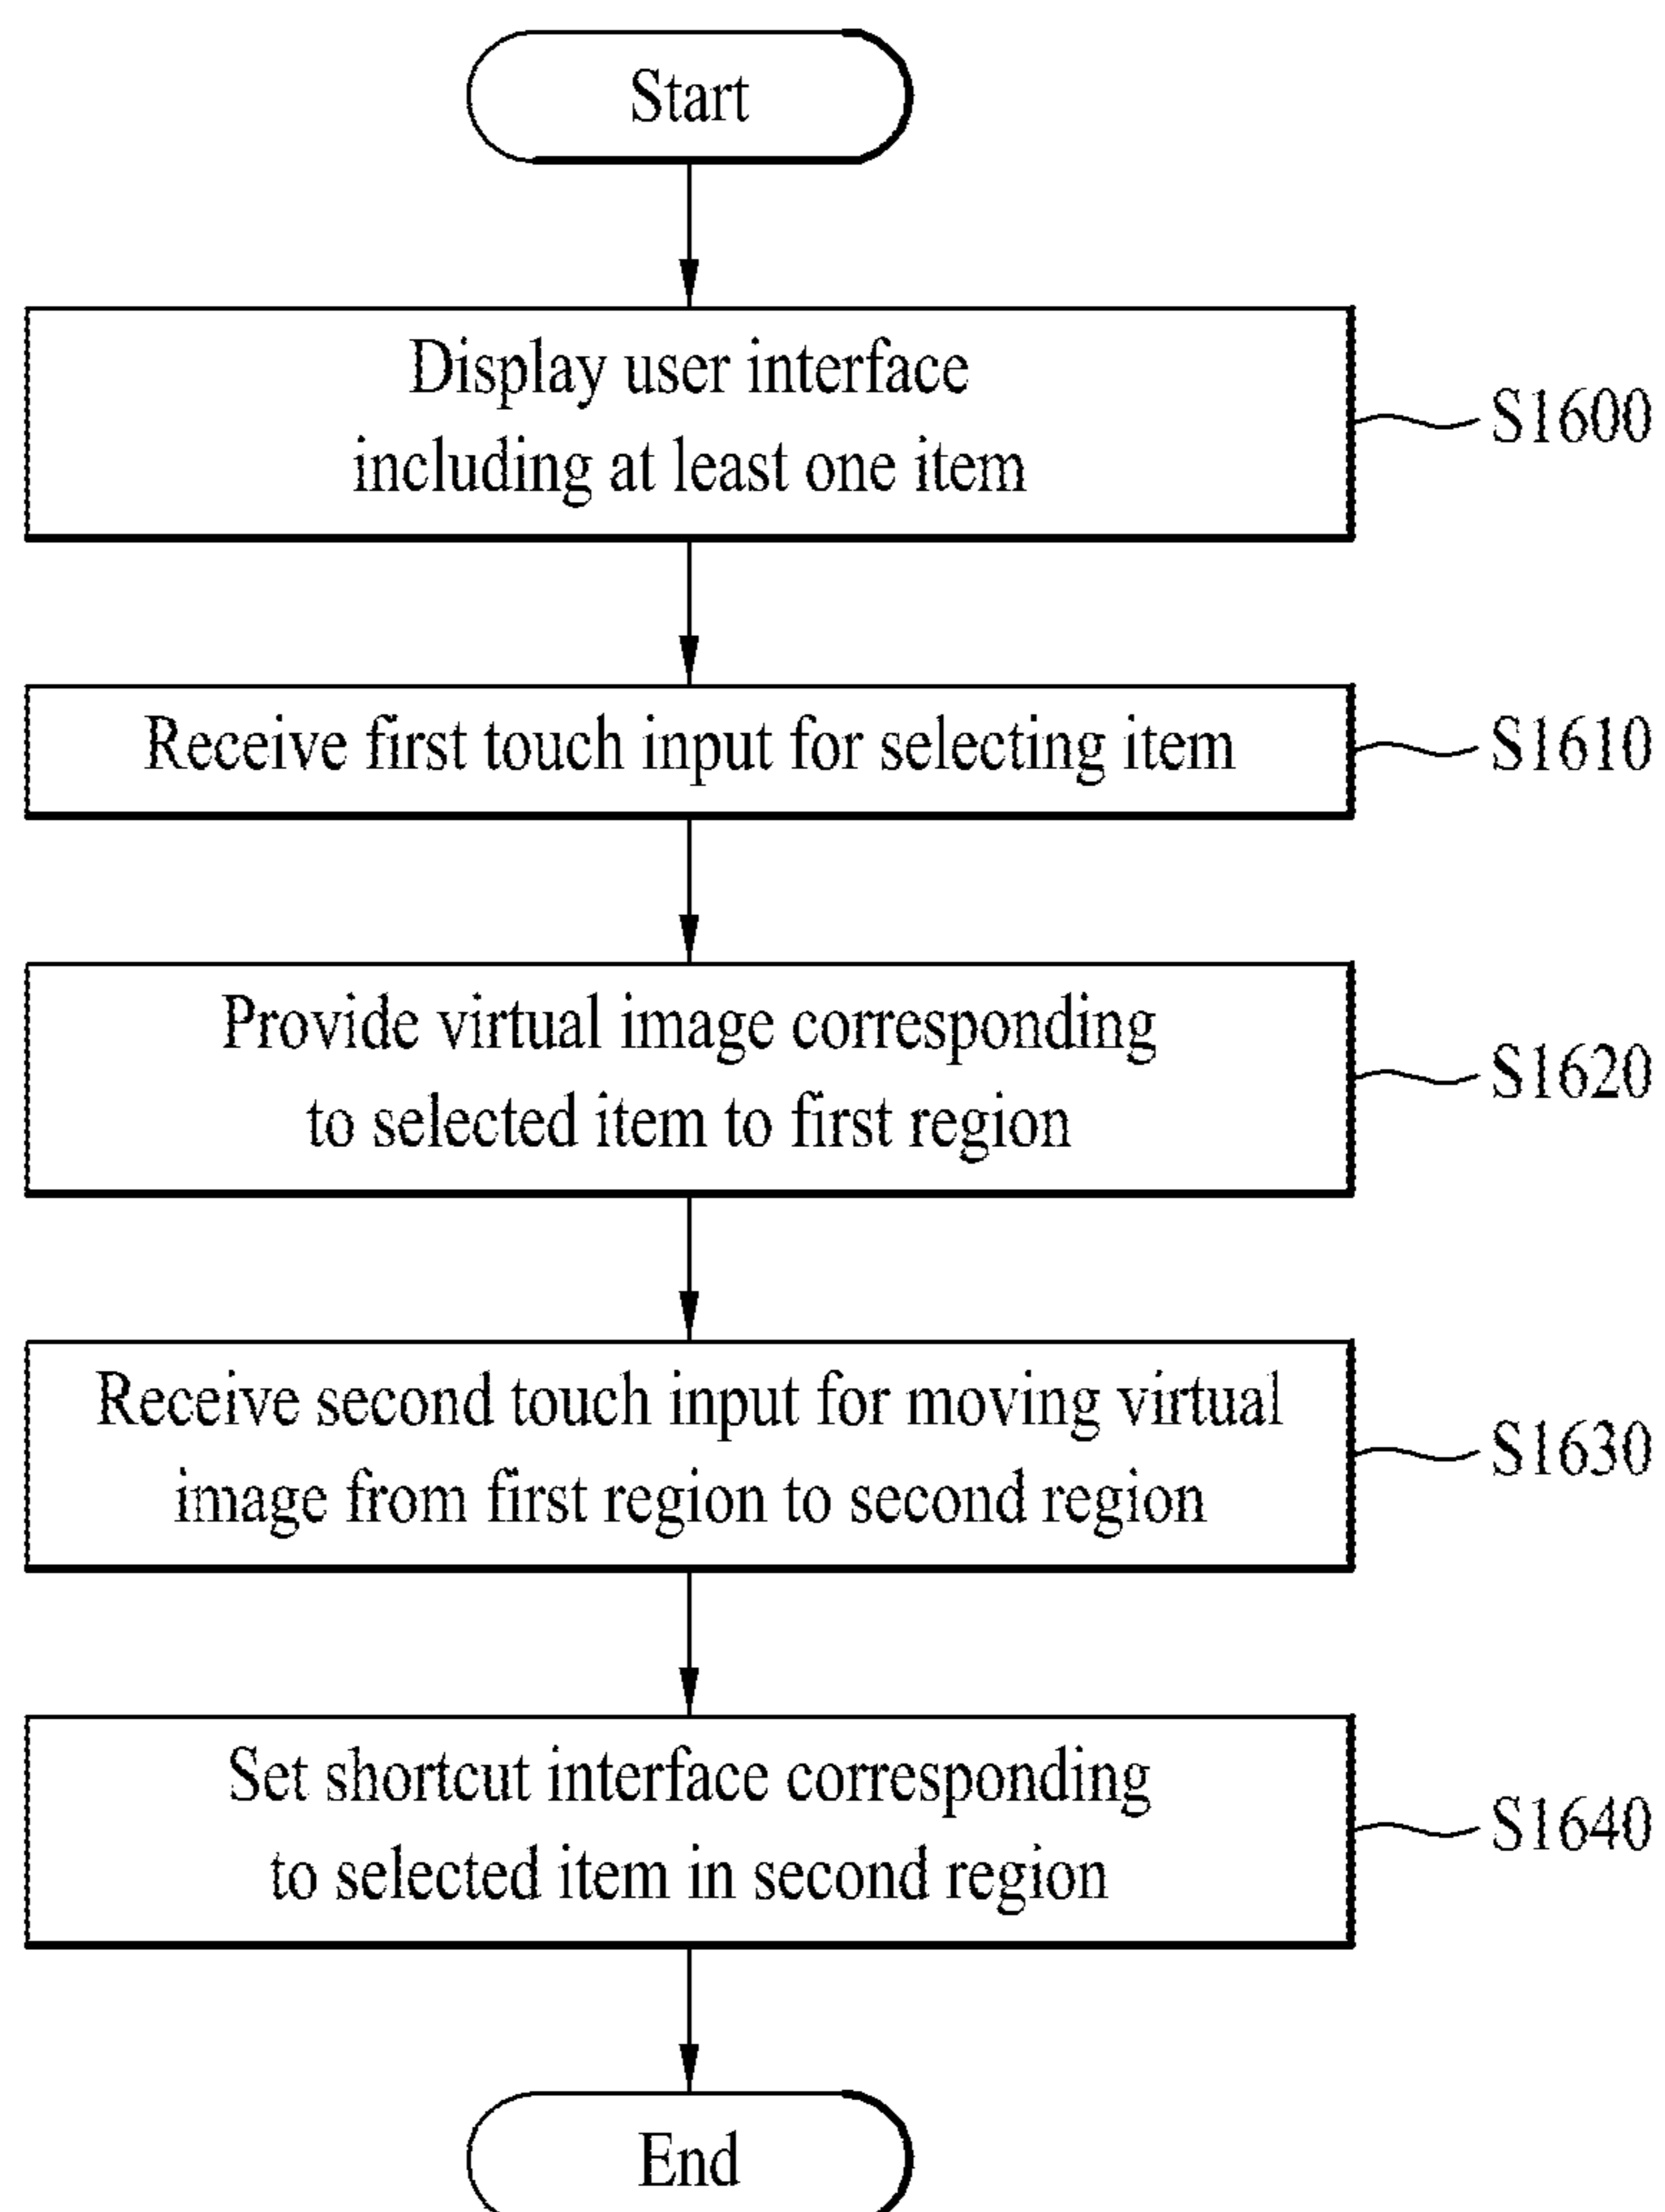 Start
Display user interface
including at least one item
S1600
Receive first touch input for selecting item
S1610
Provide virtual image corresponding
to selected item to first region
S1620
Receive second touch input for moving virtual
image from first region to second region
S1630
Set shortcut interface corresponding
to selected item in second region
S1640
End